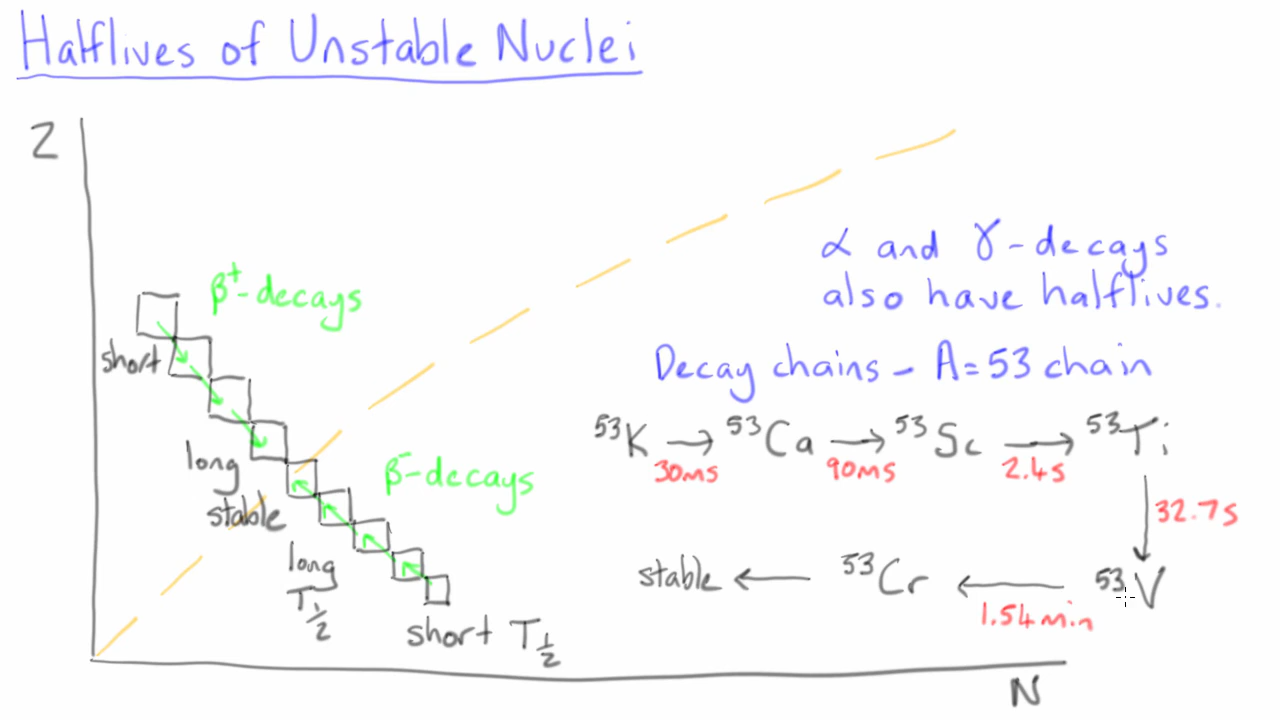 Halflives of Unstable Nuclei
Z
α and γ-decays
also have halflives.
β⁺-decays
short
Decay chains - A=53 chain
⁵³K → ⁵³Ca → ⁵³Sc → ⁵³Ti
30ms 90ms 2.4s
32.7s
long
stable
β⁻-decays
long
T½
short T½
stable ← ⁵³Cr ← ⁵³V
1.54min
N